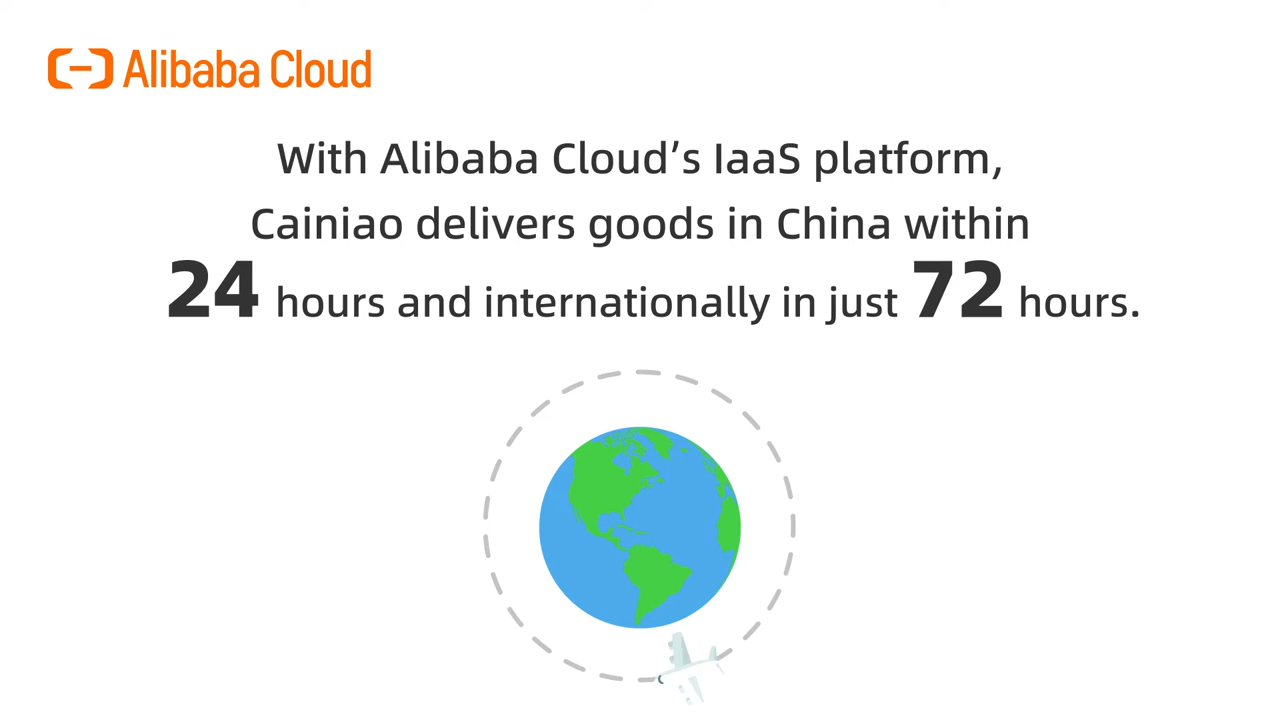 Alibaba Cloud
With Alibaba Cloud’s IaaS platform,
Cainiao delivers goods in China within
24 hours and internationally in just 72 hours.